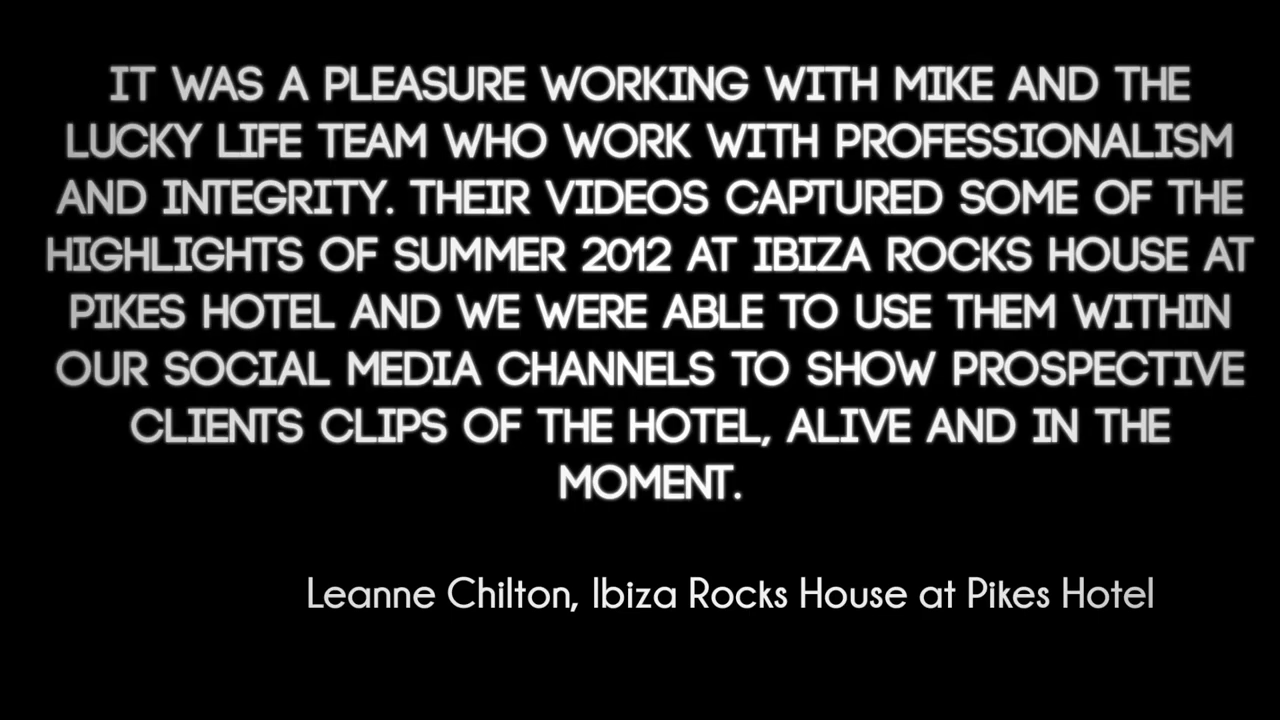 IT WAS A PLEASURE WORKING WITH MIKE AND THE
LUCKY LIFE TEAM WHO WORK WITH PROFESSIONALISM
AND INTEGRITY. THEIR VIDEOS CAPTURED SOME OF THE
HIGHLIGHTS OF SUMMER 2012 AT IBIZA ROCKS HOUSE AT
PIKES HOTEL AND WE WERE ABLE TO USE THEM WITHIN
OUR SOCIAL MEDIA CHANNELS TO SHOW PROSPECTIVE
CLIENTS CLIPS OF THE HOTEL, ALIVE AND IN THE
MOMENT.
Leanne Chilton, Ibiza Rocks House at Pikes Hotel